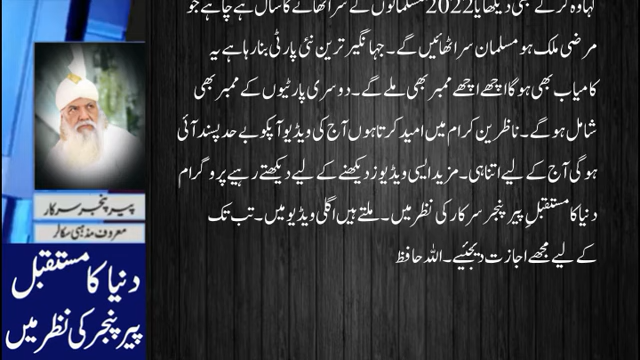 کہا وہ کرکے بھی دیکھایا 2022 مسلمانوں کے سر اٹھانے کا سال ہے چاہے جو
مرضی ملک ہو مسلمان سر اٹھائیں گے۔ جہانگیر ترین نئی پارٹی بنا رہا ہے یہ
کامیاب بھی ہوگا اچھے اچھے ممبر بھی ملے گے۔ دوسری پارٹیوں کے ممبر بھی
شامل ہوگے۔ ناظرین کرام میں امید کرتا ہوں آج کی ویڈیو آپکو بے حد پسند آئی
ہوگی آج کے لیے اتنا ہی۔ مزید ایسی ویڈیوز دیکھنے کے لیے دیکھتے رہیے پروگرام
دنیا کا مستقبل پیر پنجر سرکار کی نظر میں۔ ملتے ہیں اگلی ویڈیو میں۔ تب تک
کے لیے مجھے اجازت دیجئیے۔ اللہ حافظ
پیر پنجر سرکار
معروف مذہبی سکالر
دنیا کا مستقبل
پیر پنجر کی نظر میں